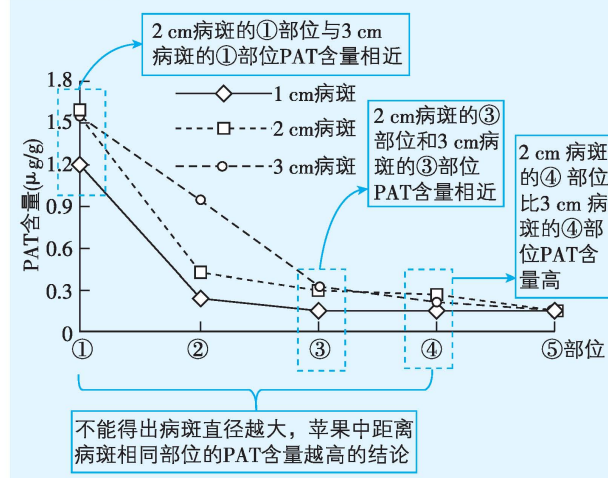 2 cm病斑的①部位与3 cm
病斑的①部位PAT含量相近
1.8
1.5
1.2
0.9
0.6
0.3
0
PAT含量(μg/g)
1 cm病斑
2 cm病斑
3 cm病斑
2 cm病斑的③
部位和3 cm病
斑的③部位
PAT含量相近
2 cm 病斑
的④ 部位
比3 cm 病
斑的④部
位PAT含
量高
① ② ③ ④ ⑤部位
不能得出病斑直径越大，苹果中距离
病斑相同部位的PAT含量越高的结论